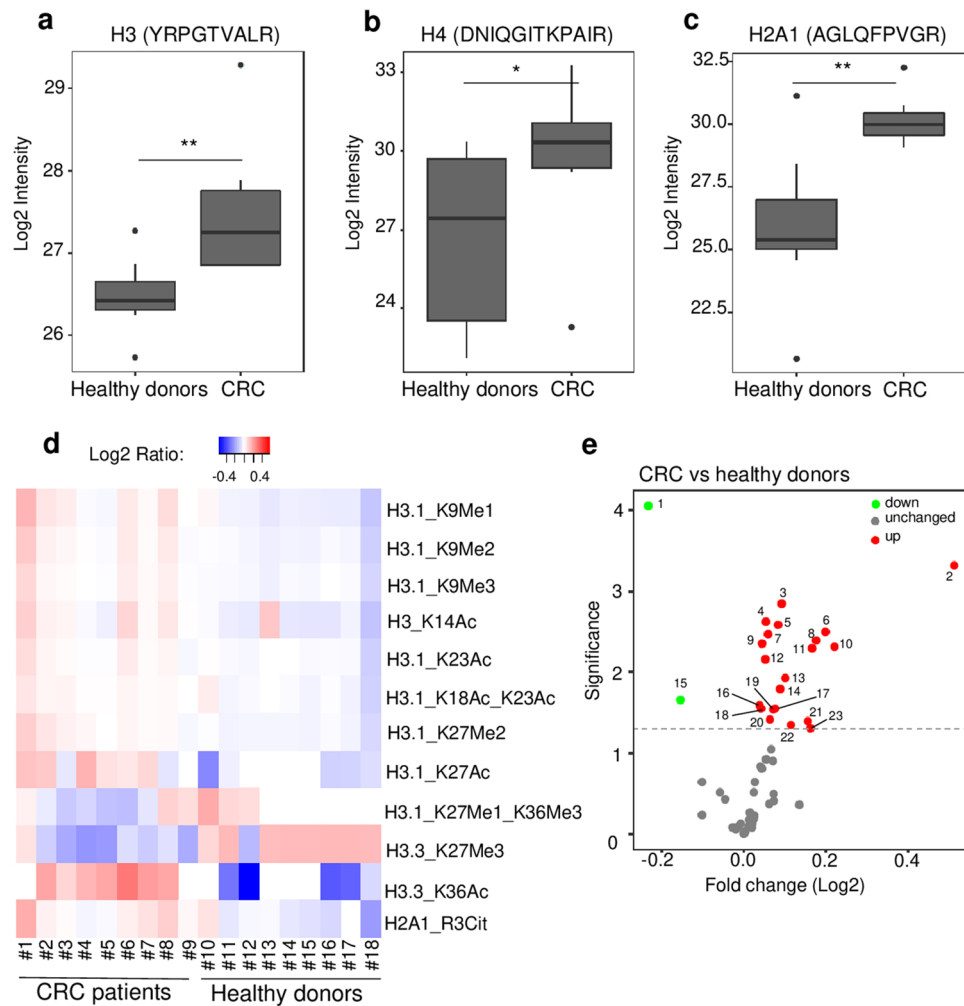 a
H3 (YRPGTVALR)
Log2 Intensity
29
28
27
26
**
Healthy donors CRC
b
H4 (DNIQGITKPAIR)
Log2 Intensity
33
30
27
24
*
Healthy donors CRC
c
H2A1 (AGLQFPVGR)
Log2 Intensity
32.5
30.0
27.5
25.0
22.5
**
Healthy donors CRC
d
Log2 Ratio:
-0.4 0.4
H3.1_K9Me1
H3.1_K9Me2
H3.1_K9Me3
H3_K14Ac
H3.1_K23Ac
H3.1_K18Ac_K23Ac
H3.1_K27Me2
H3.1_K27Ac
H3.1_K27Me1_K36Me3
H3.3_K27Me3
H3.3_K36Ac
H2A1_R3Cit
#1 #2 #3 #4 #5 #6 #7 #8 #9 #10 #11 #12 #13 #14 #15 #16 #17 #18
CRC patients Healthy donors
e
CRC vs healthy donors
down
unchanged
up
Significance
4
3
2
1
0
1
2
3
4
5
6
7
8
9
10
11
12
13
14
15
16
17
18
19
20
21
22
23
-0.2 0.0 0.2 0.4
Fold change (Log2)